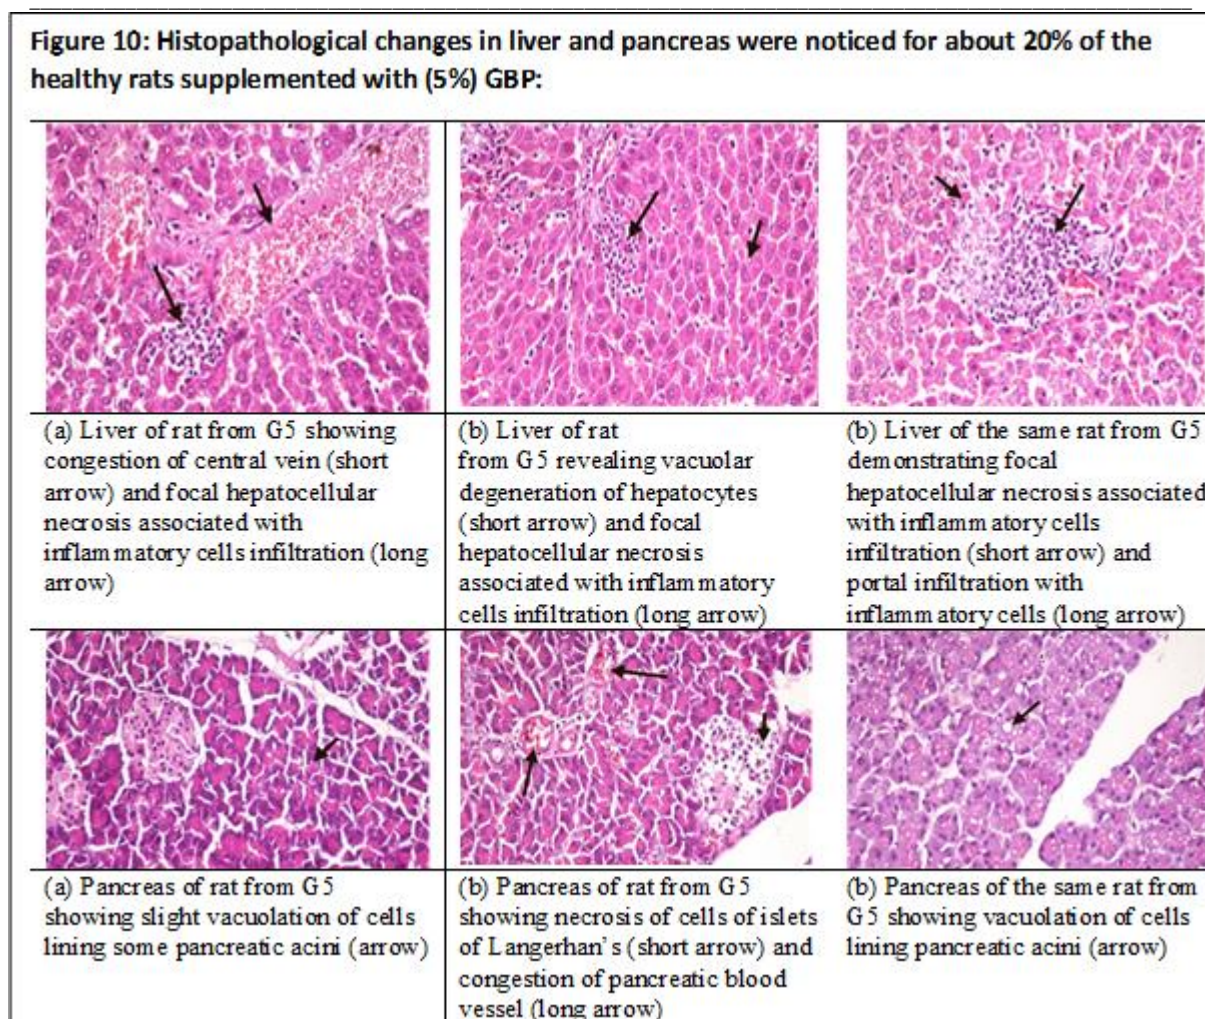 Figure 10: Histopathological changes in liver and pancreas were noticed for about 20% of the
healthy rats supplemented with (5%) GBP:
(a) Liver of rat from G5 showing
congestion of central vein (short
arrow) and focal hepatocellular
necrosis associated with
inflammatory cells infiltration (long
arrow)
(b) Liver of rat
from G5 revealing vacuolar
degeneration of hepatocytes
(short arrow) and focal
hepatocellular necrosis
associated with inflammatory
cells infiltration (long arrow)
(b) Liver of the same rat from G5
demonstrating focal
hepatocellular necrosis associated
with inflammatory cells
infiltration (short arrow) and
portal infiltration with
inflammatory cells (long arrow)
(a) Pancreas of rat from G5
showing slight vacuolation of cells
lining some pancreatic acini (arrow)
(b) Pancreas of rat from G5
showing necrosis of cells of islets
of Langerhan’s (short arrow) and
congestion of pancreatic blood
vessel (long arrow)
(b) Pancreas of the same rat from
G5 showing vacuolation of cells
lining pancreatic acini (arrow)